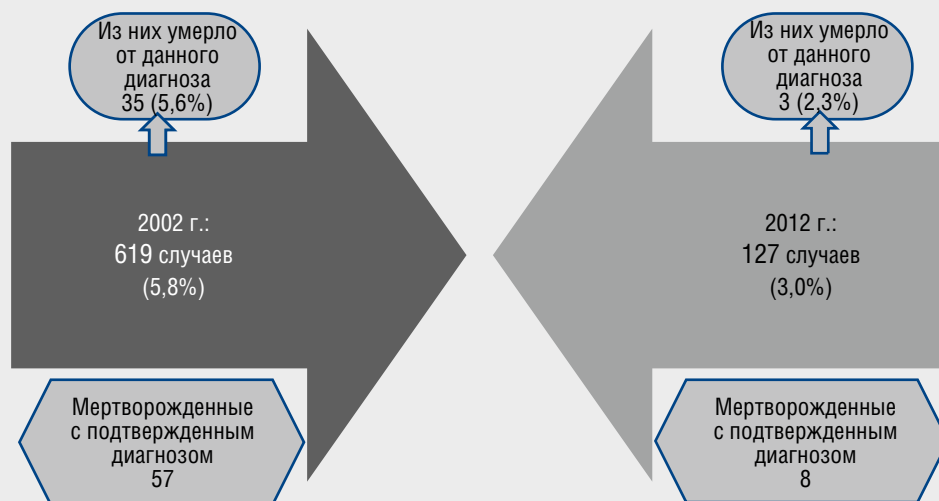 Из них умерло
от данного
диагноза
35 (5,6%)
2002 г.:
619 случаев
(5,8%)
Мертворожденные
с подтвержденным
диагнозом
57
Из них умерло
от данного
диагноза
3 (2,3%)
2012 г.:
127 случаев
(3,0%)
Мертворожденные
с подтвержденным
диагнозом
8